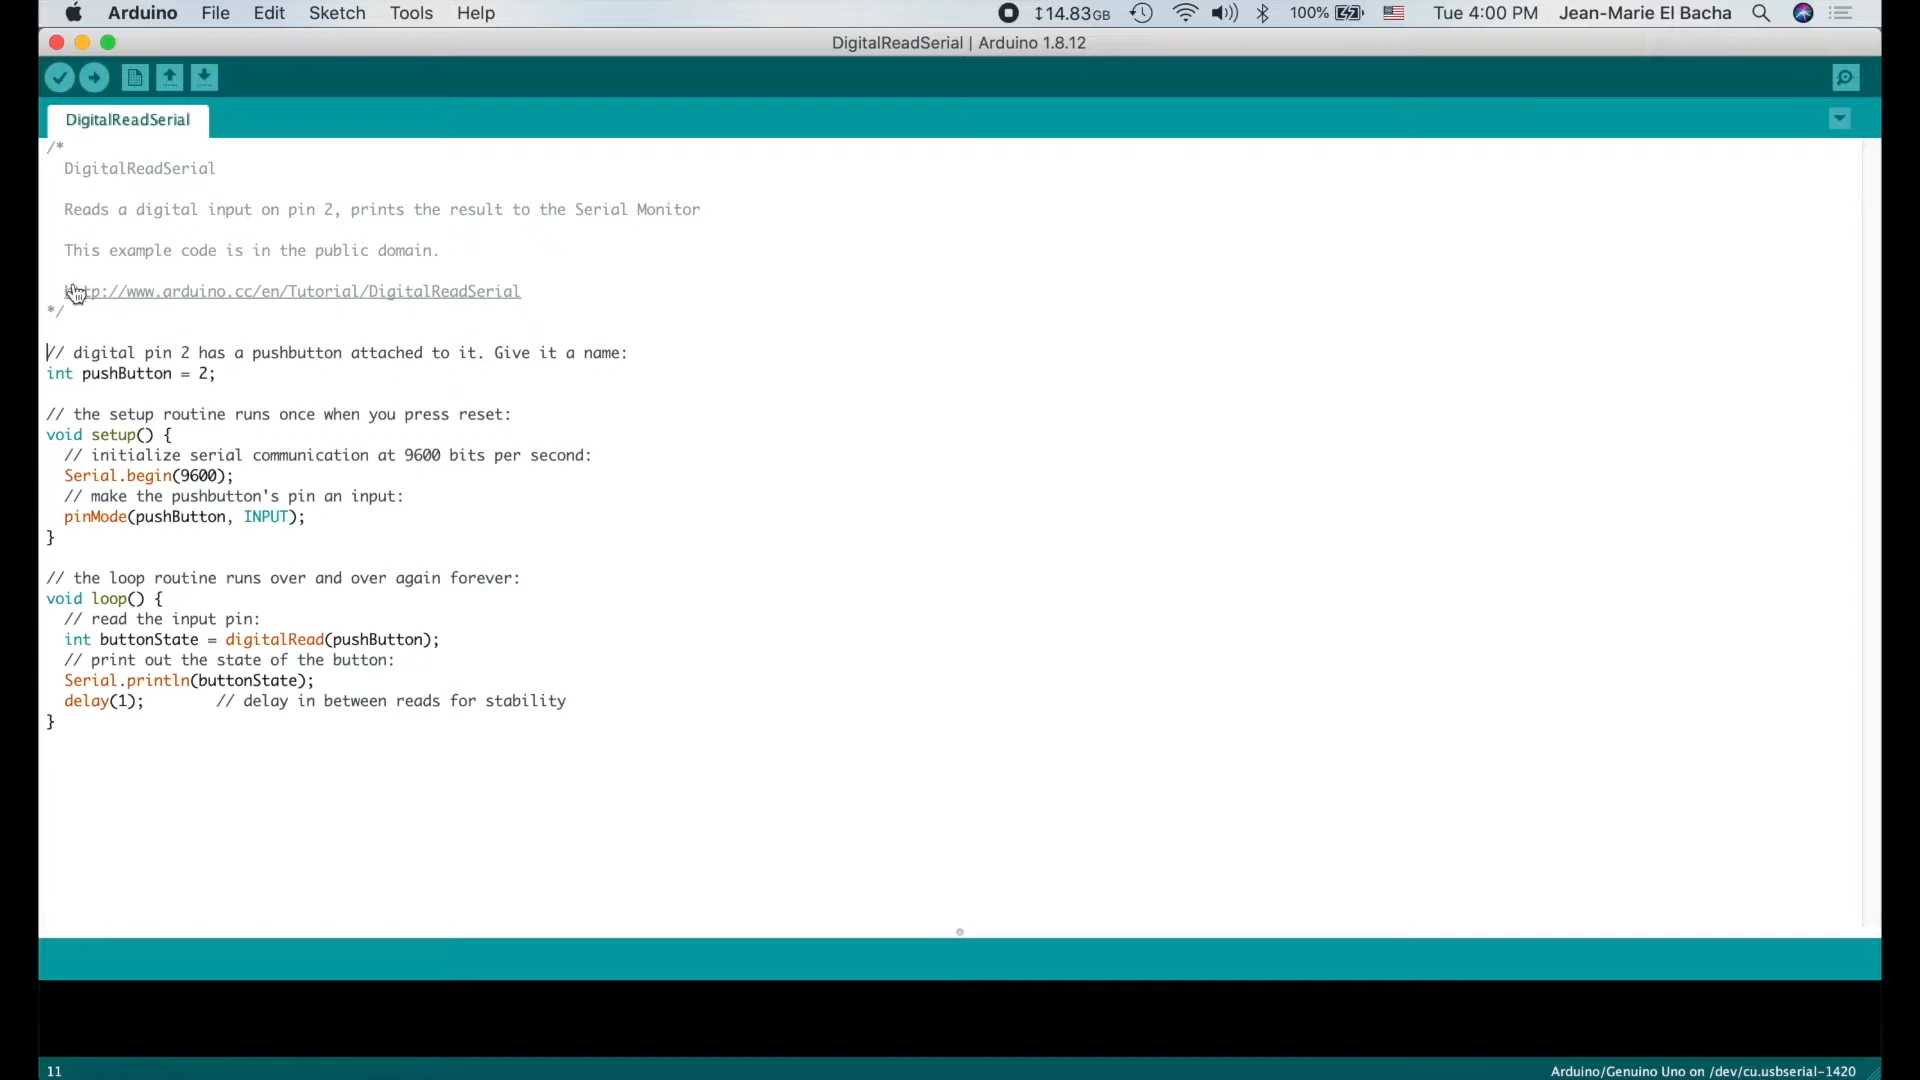 Arduino File Edit Sketch Tools Help 14.83GB 100% Tue 4:00 PM Jean-Marie El Bacha
DigitalReadSerial | Arduino 1.8.12
DigitalReadSerial
/*
DigitalReadSerial
Reads a digital input on pin 2, prints the result to the Serial Monitor
This example code is in the public domain.
http://www.arduino.cc/en/Tutorial/DigitalReadSerial
*/
// digital pin 2 has a pushbutton attached to it. Give it a name:
int pushButton = 2;
// the setup routine runs once when you press reset:
void setup() {
// initialize serial communication at 9600 bits per second:
Serial.begin(9600);
// make the pushbutton's pin an input:
pinMode(pushButton, INPUT);
}
// the loop routine runs over and over again forever:
void loop() {
// read the input pin:
int buttonState = digitalRead(pushButton);
// print out the state of the button:
Serial.println(buttonState);
delay(1);        // delay in between reads for stability
}
11 Arduino/Genuino Uno on /dev/cu.usbserial-1420